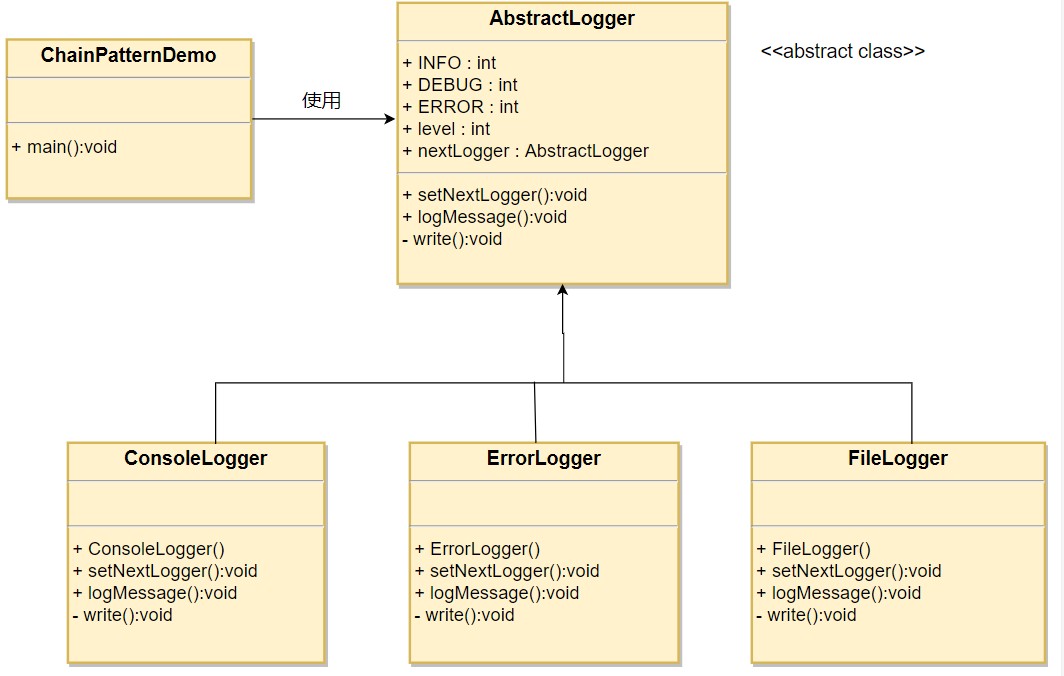 ChainPatternDemo
+ main():void
使用
AbstractLogger
+ INFO : int
+ DEBUG : int
+ ERROR : int
+ level : int
+ nextLogger : AbstractLogger
+ setNextLogger():void
+ logMessage():void
- write():void
<<abstract class>>
ConsoleLogger
+ ConsoleLogger()
+ setNextLogger():void
+ logMessage():void
- write():void
ErrorLogger
+ ErrorLogger()
+ setNextLogger():void
+ logMessage():void
- write():void
FileLogger
+ FileLogger()
+ setNextLogger():void
+ logMessage():void
- write():void